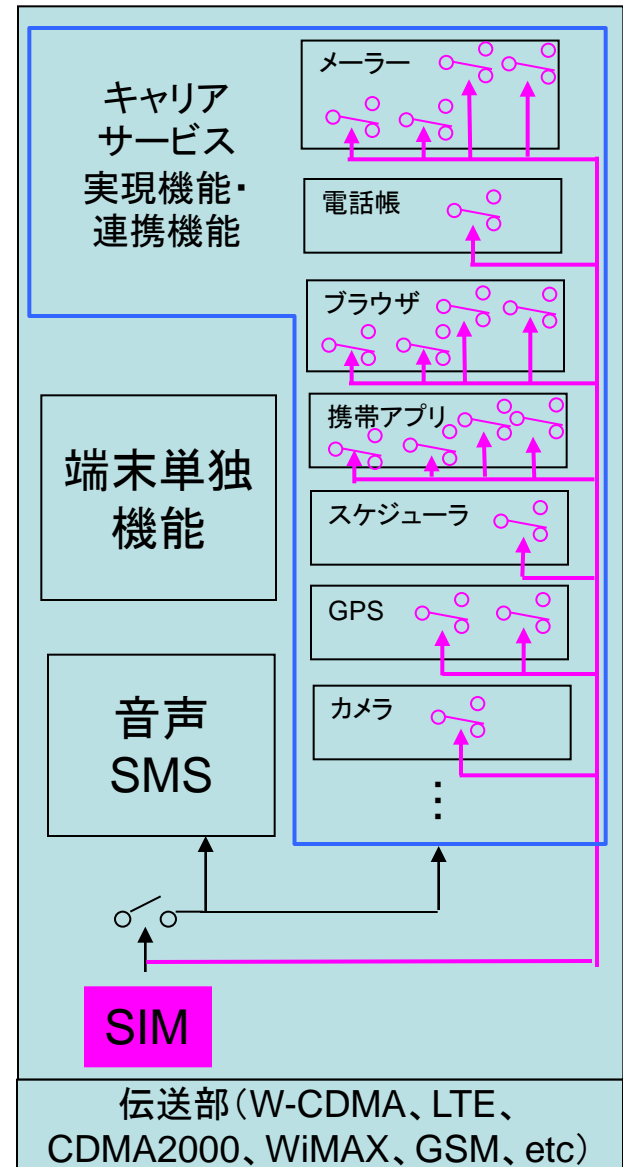 キャリア
サービス
実現機能・
連携機能
メーラー
電話帳
ブラウザ
携帯アプリ
スケジューラ
GPS
カメラ
…
端末単独
機能
音声
SMS
SIM
伝送部（W-CDMA、LTE、
CDMA2000、WiMAX、GSM、etc）